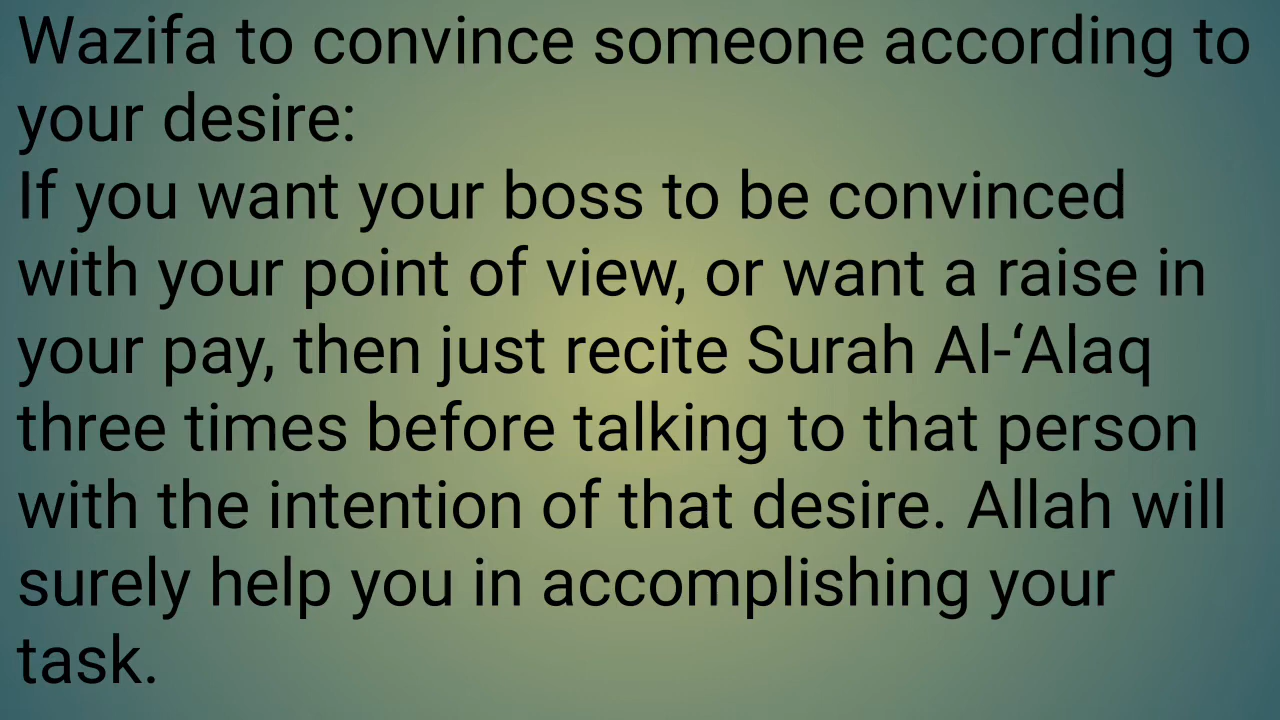 Wazifa to convince someone according to
your desire:
If you want your boss to be convinced
with your point of view, or want a raise in
your pay, then just recite Surah Al-‘Alaq
three times before talking to that person
with the intention of that desire. Allah will
surely help you in accomplishing your
task.